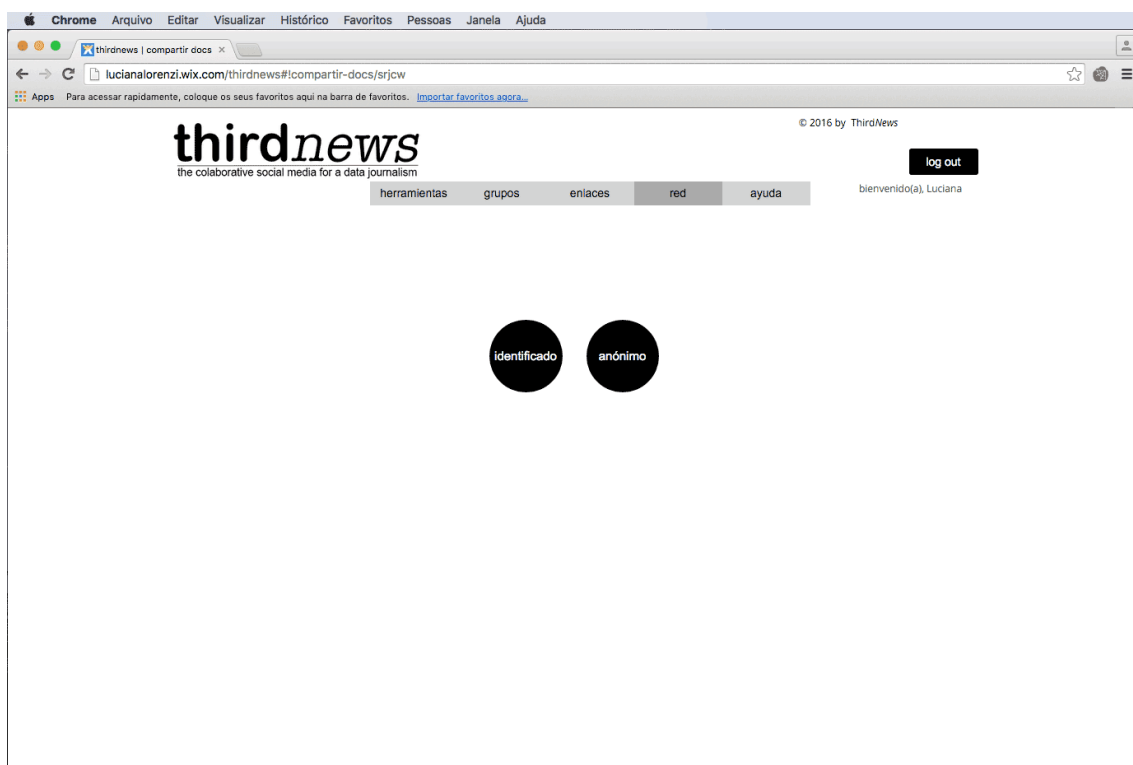 Chrome Arquivo Editar Visualizar Histórico Favoritos Pessoas Janela Ajuda
thirdnews | compartir docs
lucianalorenzi.wix.com/thirdnews#!compartir-docs/srjcw
Apps Para acessar rapidamente, coloque os seus favoritos aqui na barra de favoritos. Importar favoritos agora...
© 2016 by ThirdNews
thirdnews
the colaborative social media for a data journalism
log out
bienvenido(a), Luciana
herramientas grupos enlaces red ayuda
identificado anónimo